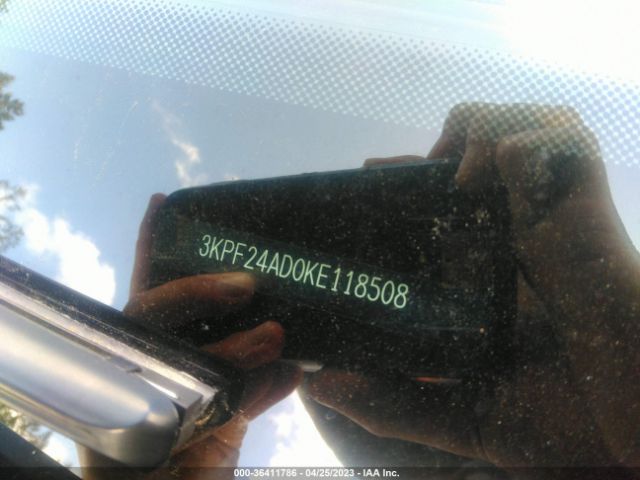 3KPF24AD0KE118508
000-36411786 - 04/25/2023 - IAA Inc.